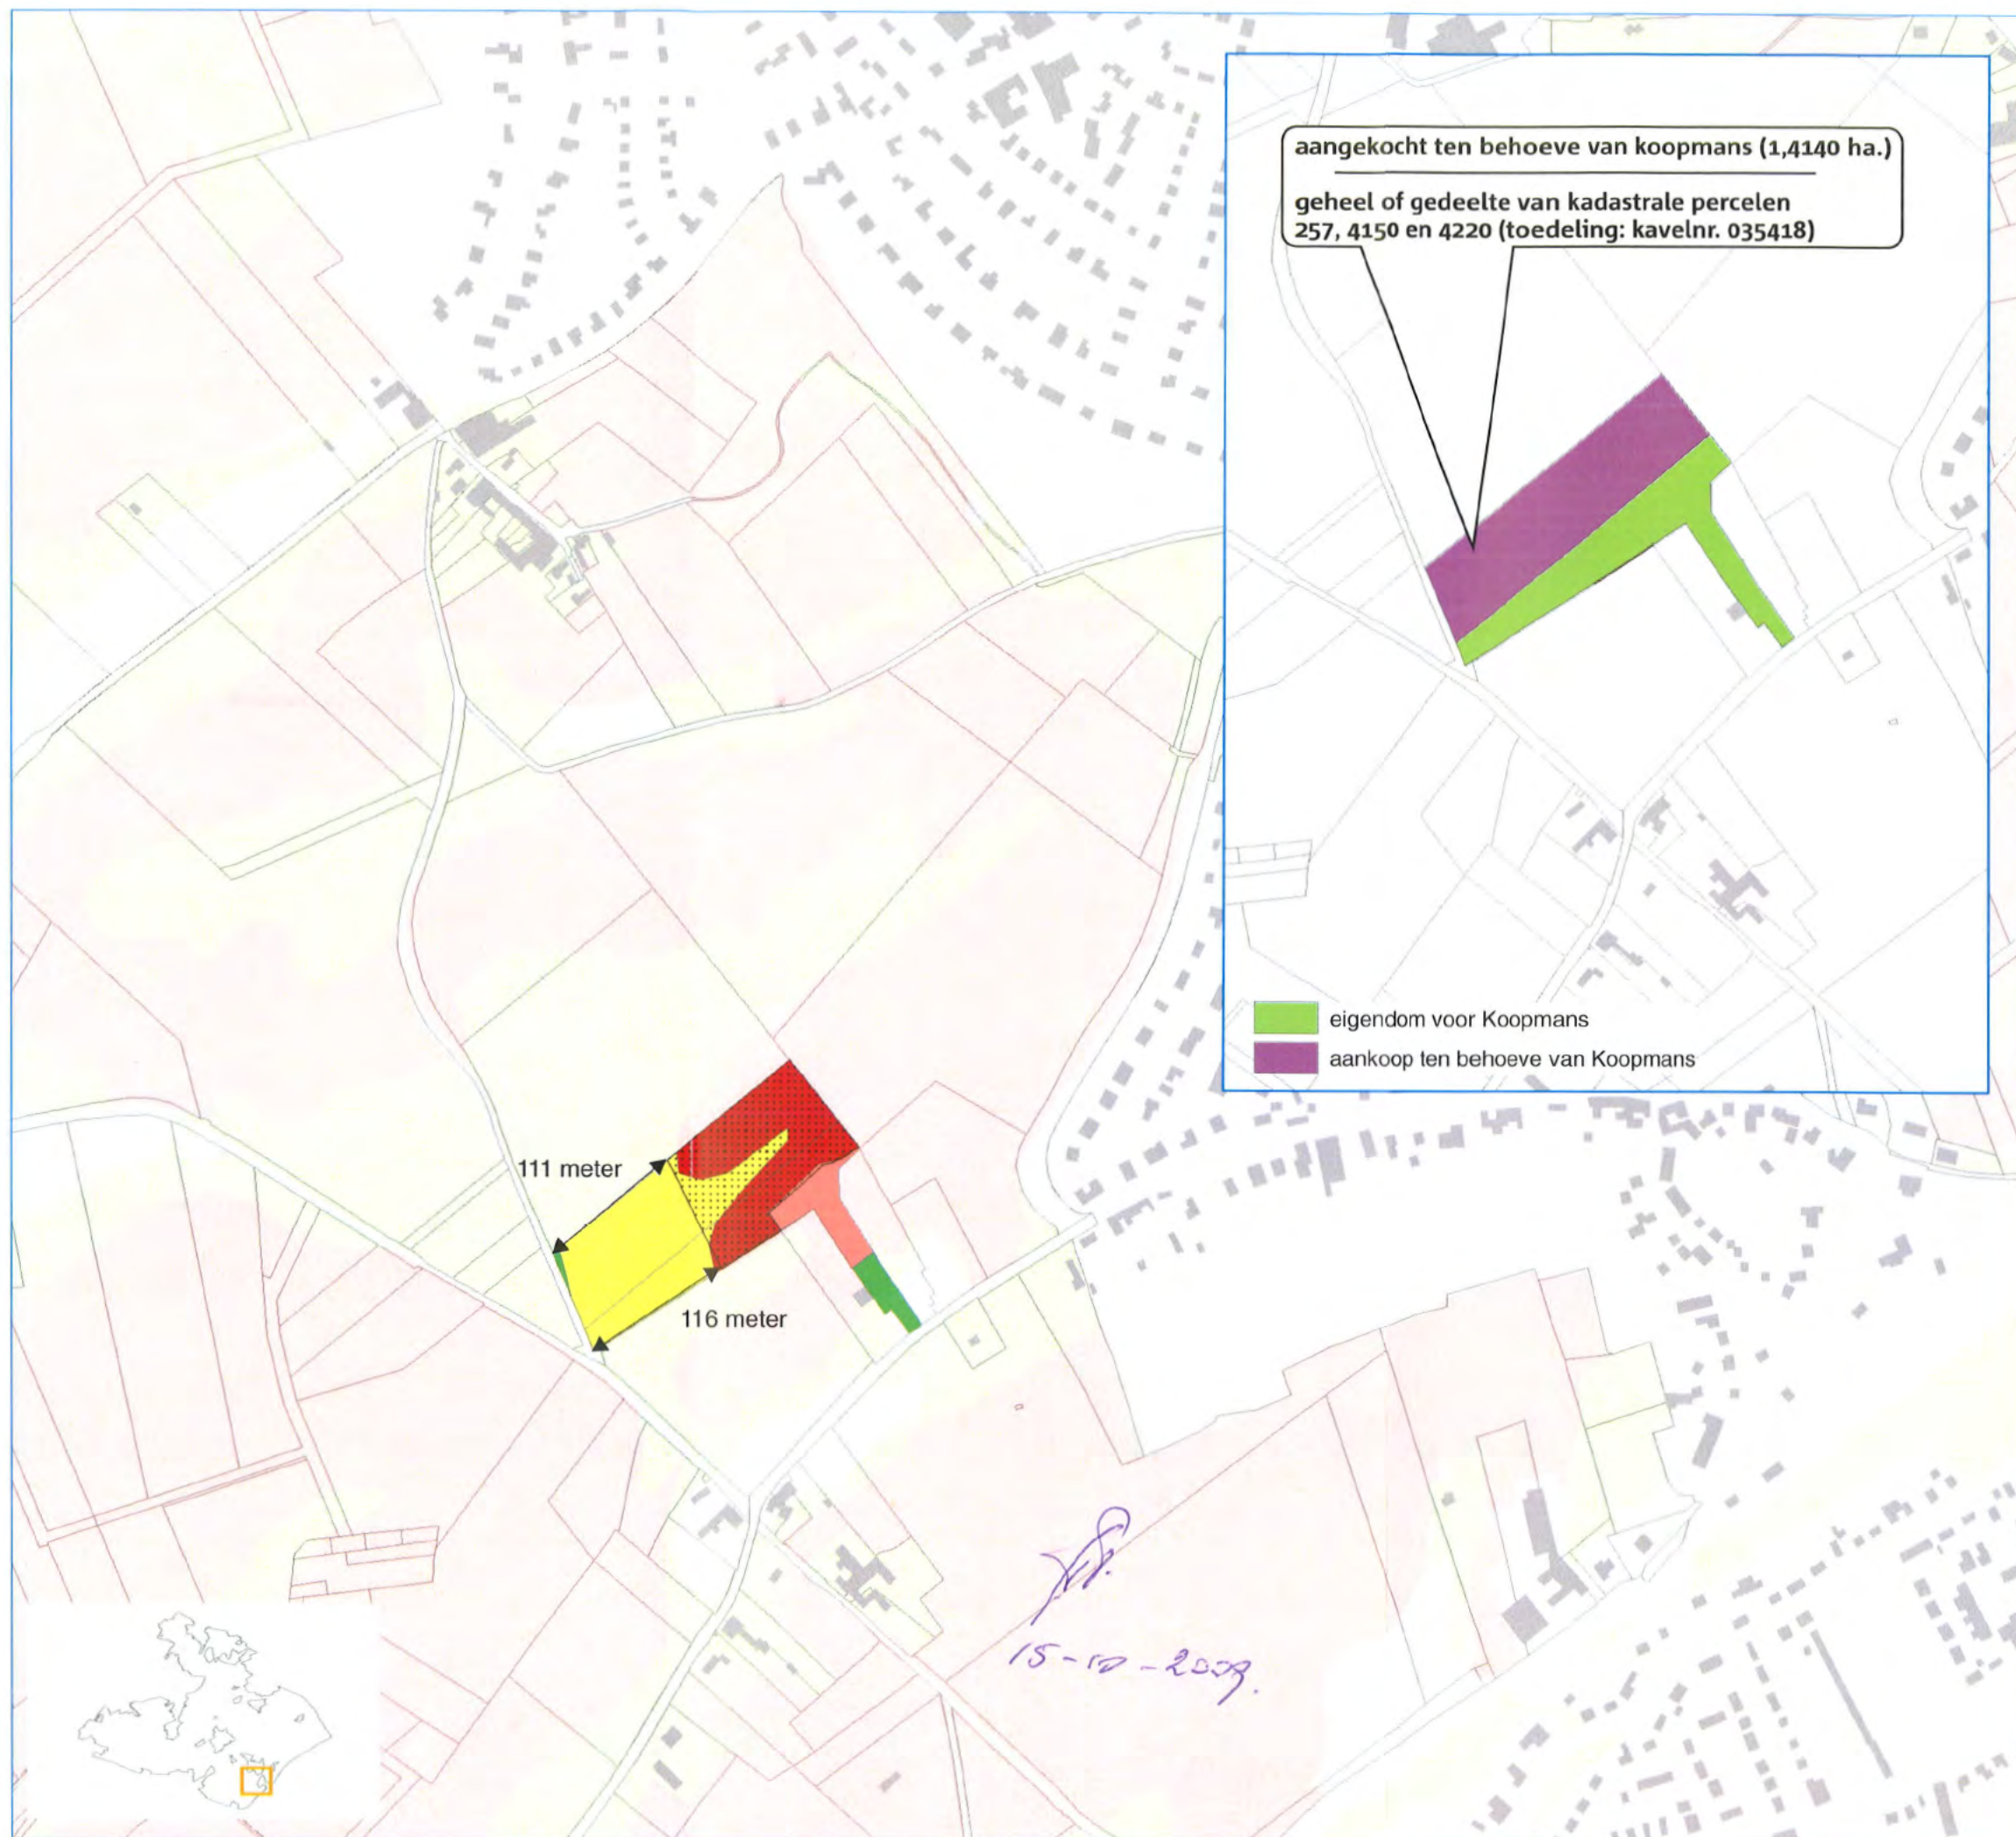 aangekocht ten behoeve van koopmans (1,4140 ha.)
geheel of gedeelte van kadastrale percelen
257, 4150 en 4220 (toedeling: kavelnr. 035418)
eigendom voor Koopmans
aankoop ten behoeve van Koopmans
111 meter
116 meter